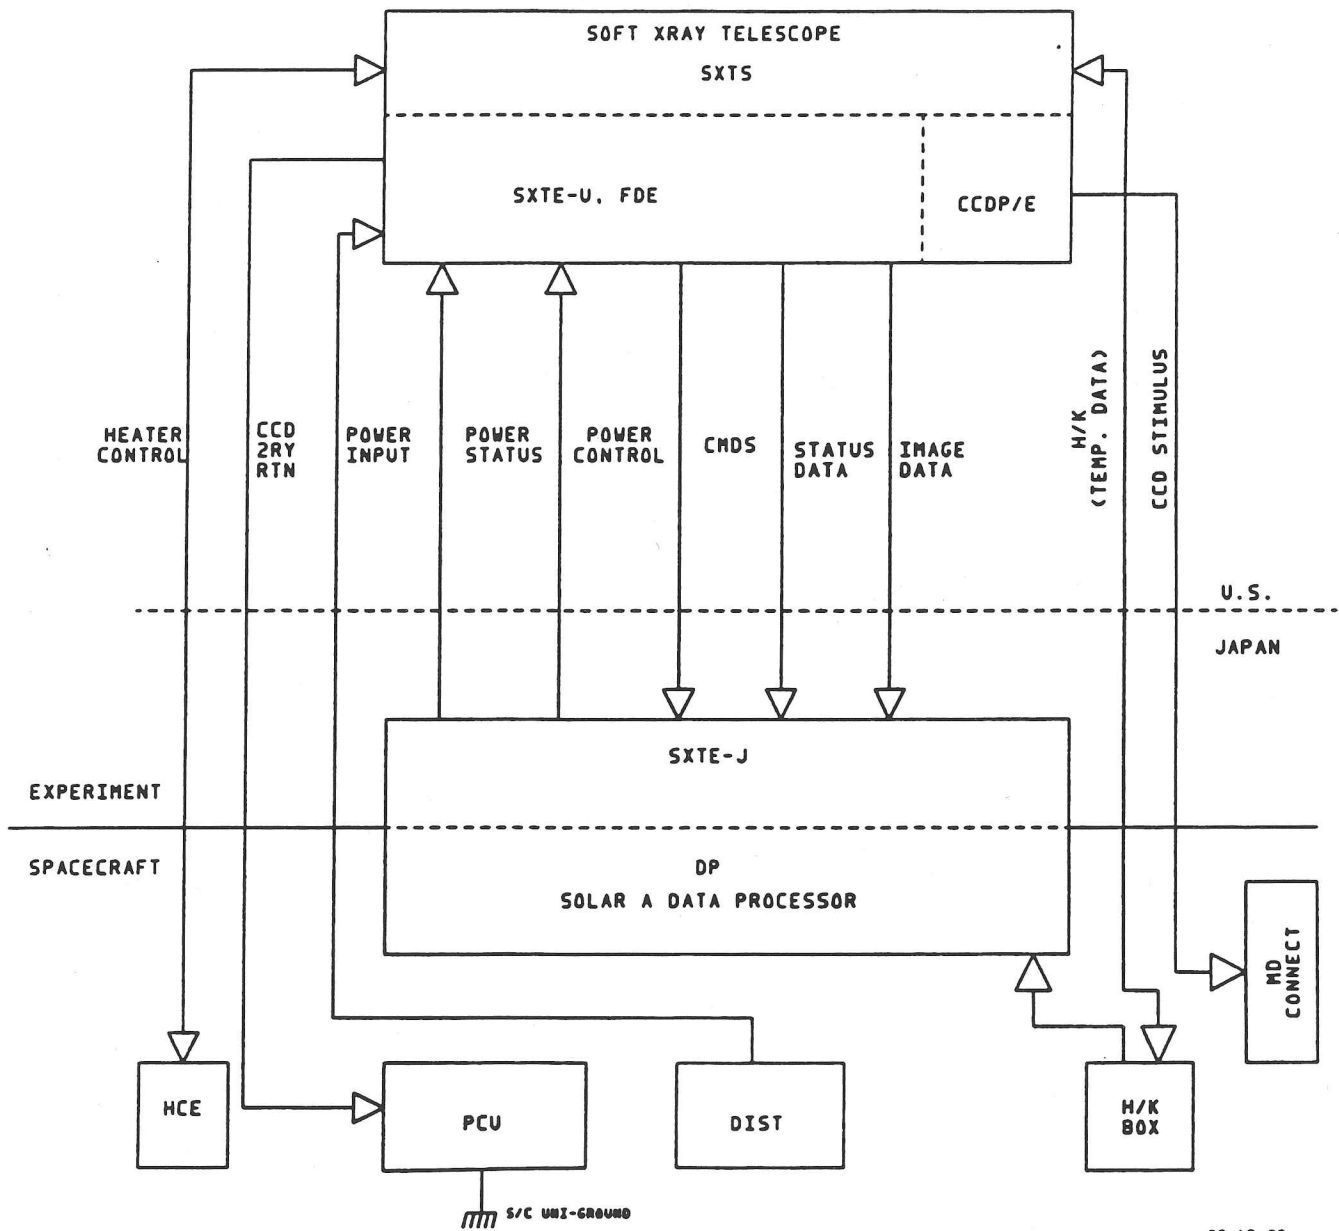 SOFT XRAY TELESCOPE
SXTS
SXTE-U, FDE
CCDP/E
HEATER
CONTROL
CCD
2RY
RTN
POWER
INPUT
POWER
STATUS
POWER
CONTROL
CMDS
STATUS
DATA
IMAGE
DATA
H/K
(TEMP. DATA)
CCD STIMULUS
U.S.
JAPAN
SXTE-J
EXPERIMENT
SPACECRAFT
DP
SOLAR A DATA PROCESSOR
MD
CONNECT
HCE
PCU
DIST
H/K
BOX
S/C UNI-GROUND